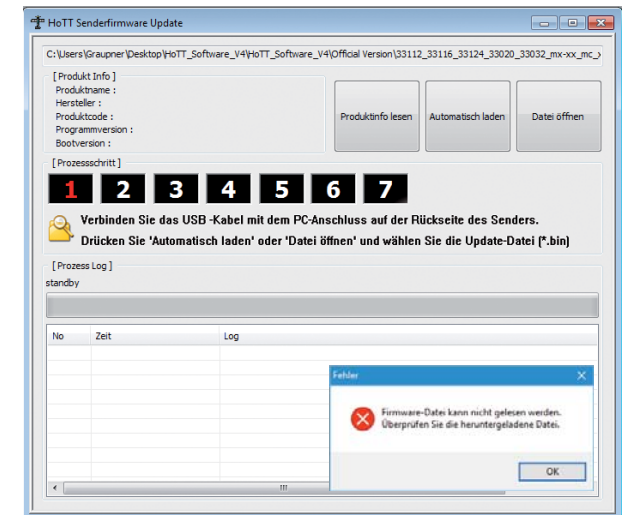 HoTT Senderfirmware Update
C:\Users\Graupner\Desktop\HoTT_Software_V4\HoTT_Software_V4\Official Version\33112_33116_33124_33020_33032_mx-xx_mc_
[ Produkt Info ]
Produktname :
Hersteller :
Produktcode :
Programmversion :
Bootversion :
Produktinfo lesen
Automatisch laden
Datei öffnen
[ Prozessschritt ]
1 2 3 4 5 6 7
Verbinden Sie das USB -Kabel mit dem PC-Anschluss auf der Rückseite des Senders.
Drücken Sie 'Automatisch laden' oder 'Datei öffnen' und wählen Sie die Update-Datei (*.bin)
[ Prozess Log ]
standby
No Zeit Log
Fehler
Firmware-Datei kann nicht gelesen werden.
Überprüfen Sie die heruntergeladene Datei.
OK